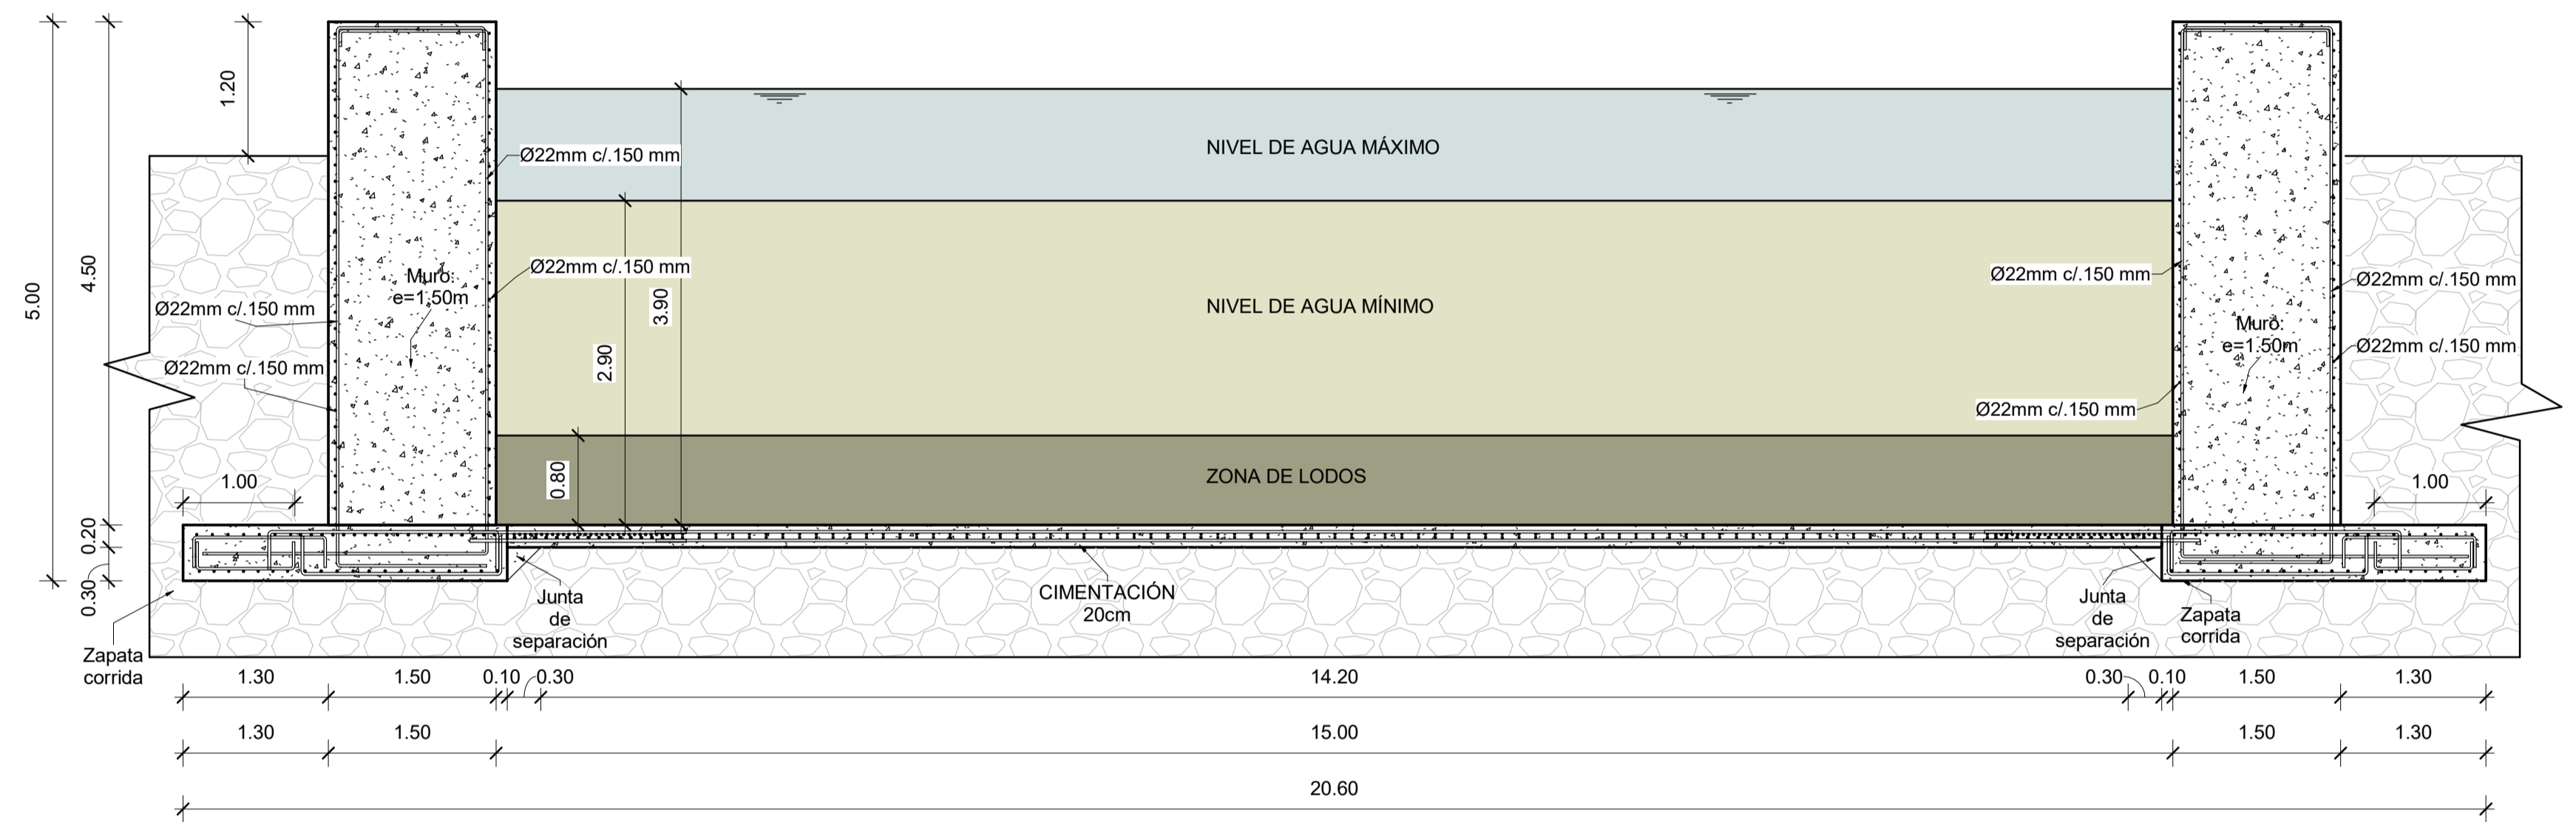 1.20
5.00
4.50
NIVEL DE AGUA MÁXIMO
Ø22mm c/.150 mm
Ø22mm c/.150 mm
Muro:
e=1.50m
Ø22mm c/.150 mm
Ø22mm c/.150 mm
3.90
2.90
0.80
NIVEL DE AGUA MÍNIMO
ZONA DE LODOS
Ø22mm c/.150 mm
Ø22mm c/.150 mm
Muro:
e=1.50m
Ø22mm c/.150 mm
Ø22mm c/.150 mm
1.00
1.00
0.20
0.30
Zapata
corrida
Junta
de
separación
CIMENTACIÓN
20cm
Junta
de
separación
Zapata
corrida
1.30 1.50 0.10 0.30 14.20 0.30 0.10 1.50 1.30
1.30 1.50 15.00 1.50 1.30
20.60